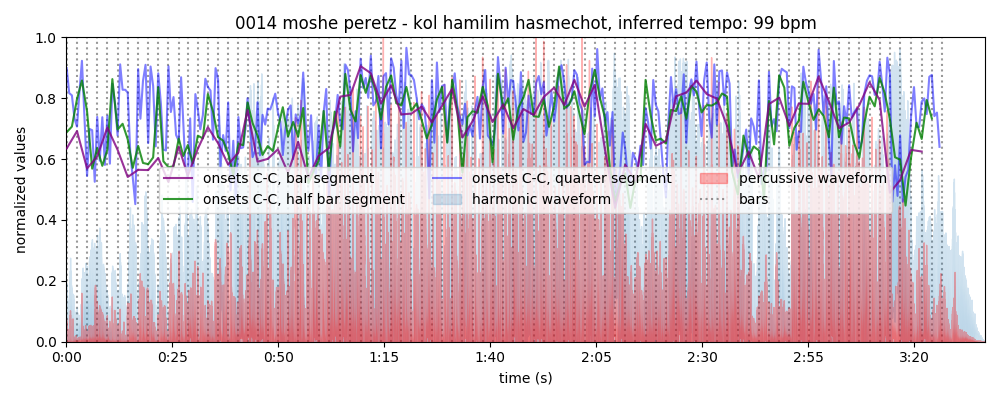 0014 moshe peretz - kol hamilim hasmechot, inferred tempo: 99 bpm
normalized values
1.0
0.8
0.6
0.4
0.2
0.0
onsets C-C, bar segment
onsets C-C, half bar segment
onsets C-C, quarter segment
harmonic waveform
percussive waveform
bars
0:00 0:25 0:50 1:15 1:40 2:05 2:30 2:55 3:20
time (s)